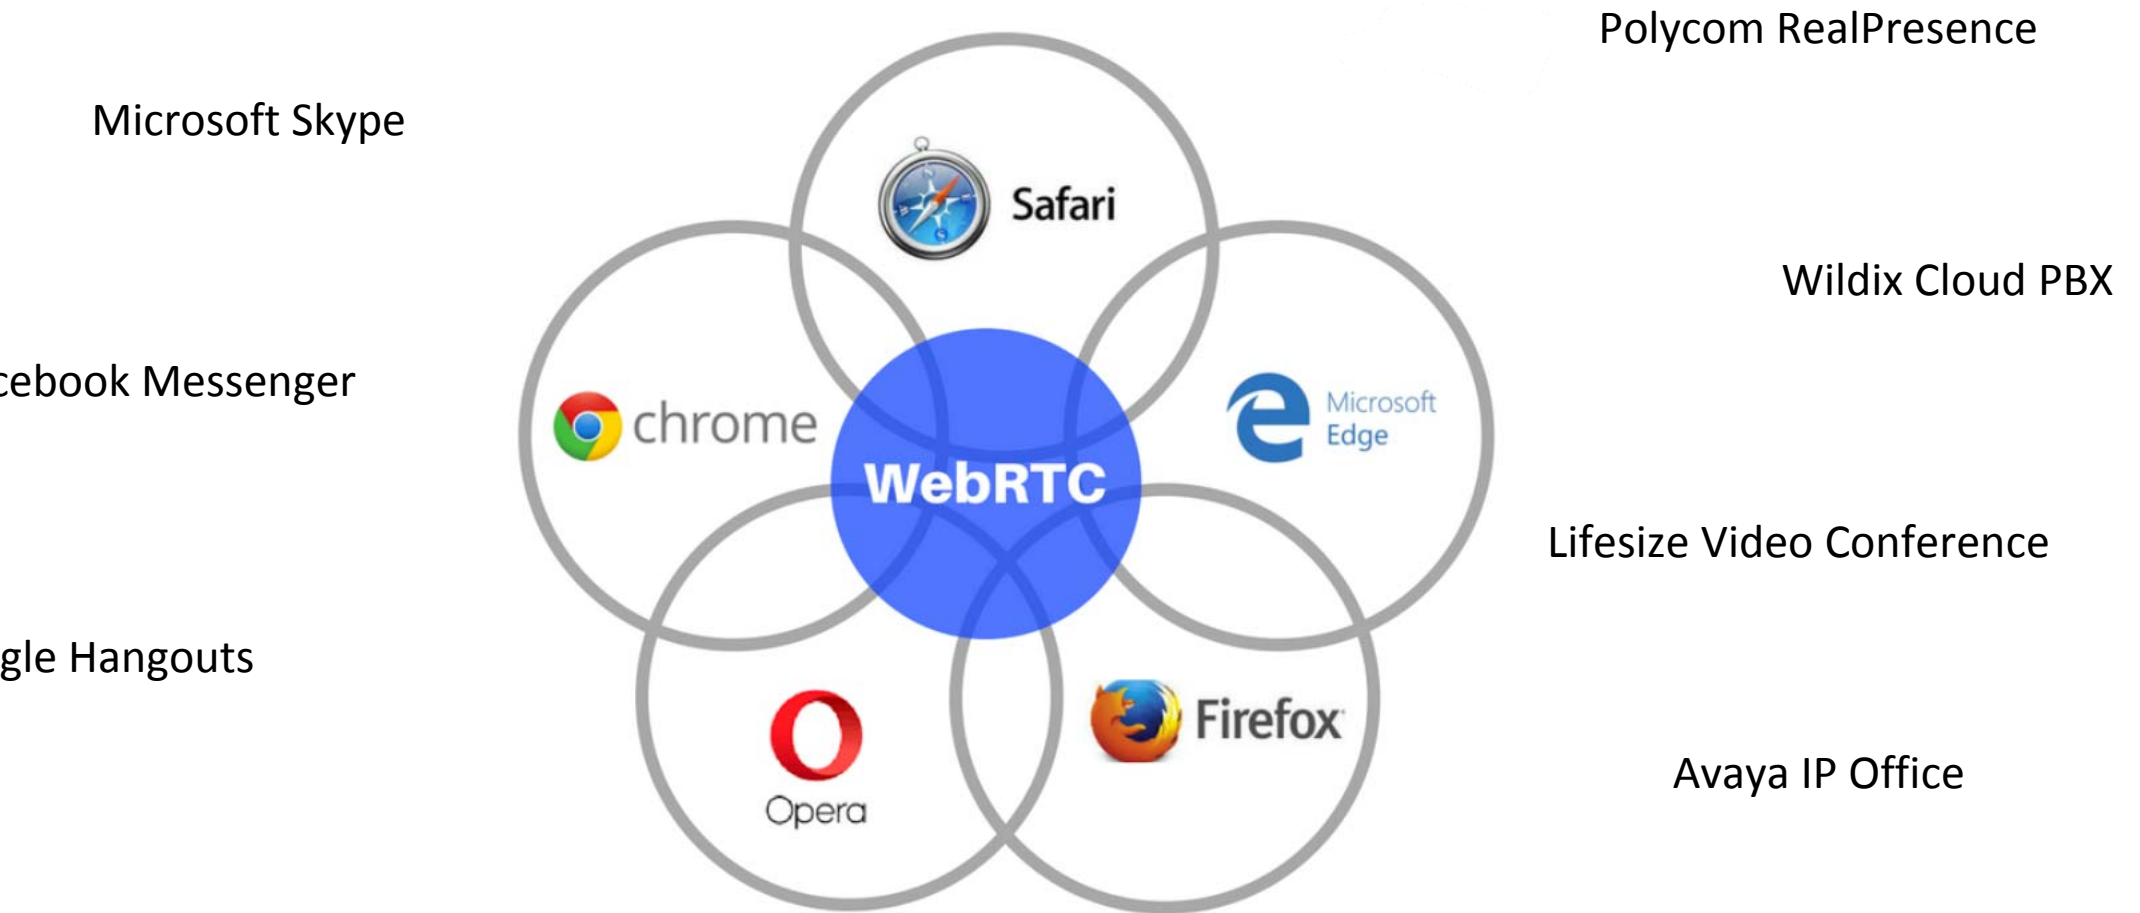 Polycom RealPresence
Microsoft Skype
Safari
Wildix Cloud PBX
cebook Messenger
chrome
Microsoft
Edge
WebRTC
Lifesize Video Conference
gle Hangouts
Firefox
Opera
Avaya IP Office